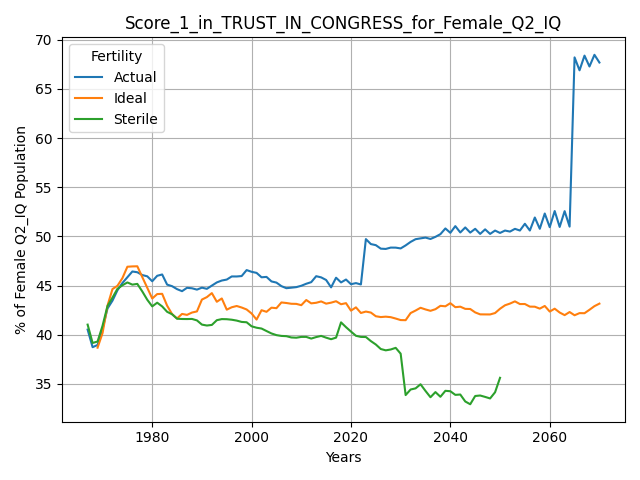 Score_1_in_TRUST_IN_CONGRESS_for_Female_Q2_IQ
Fertility
Actual
Ideal
Sterile
% of Female Q2_IQ Population
70
65
60
55
50
45
40
35
1980
2000
2020
2040
2060
Years